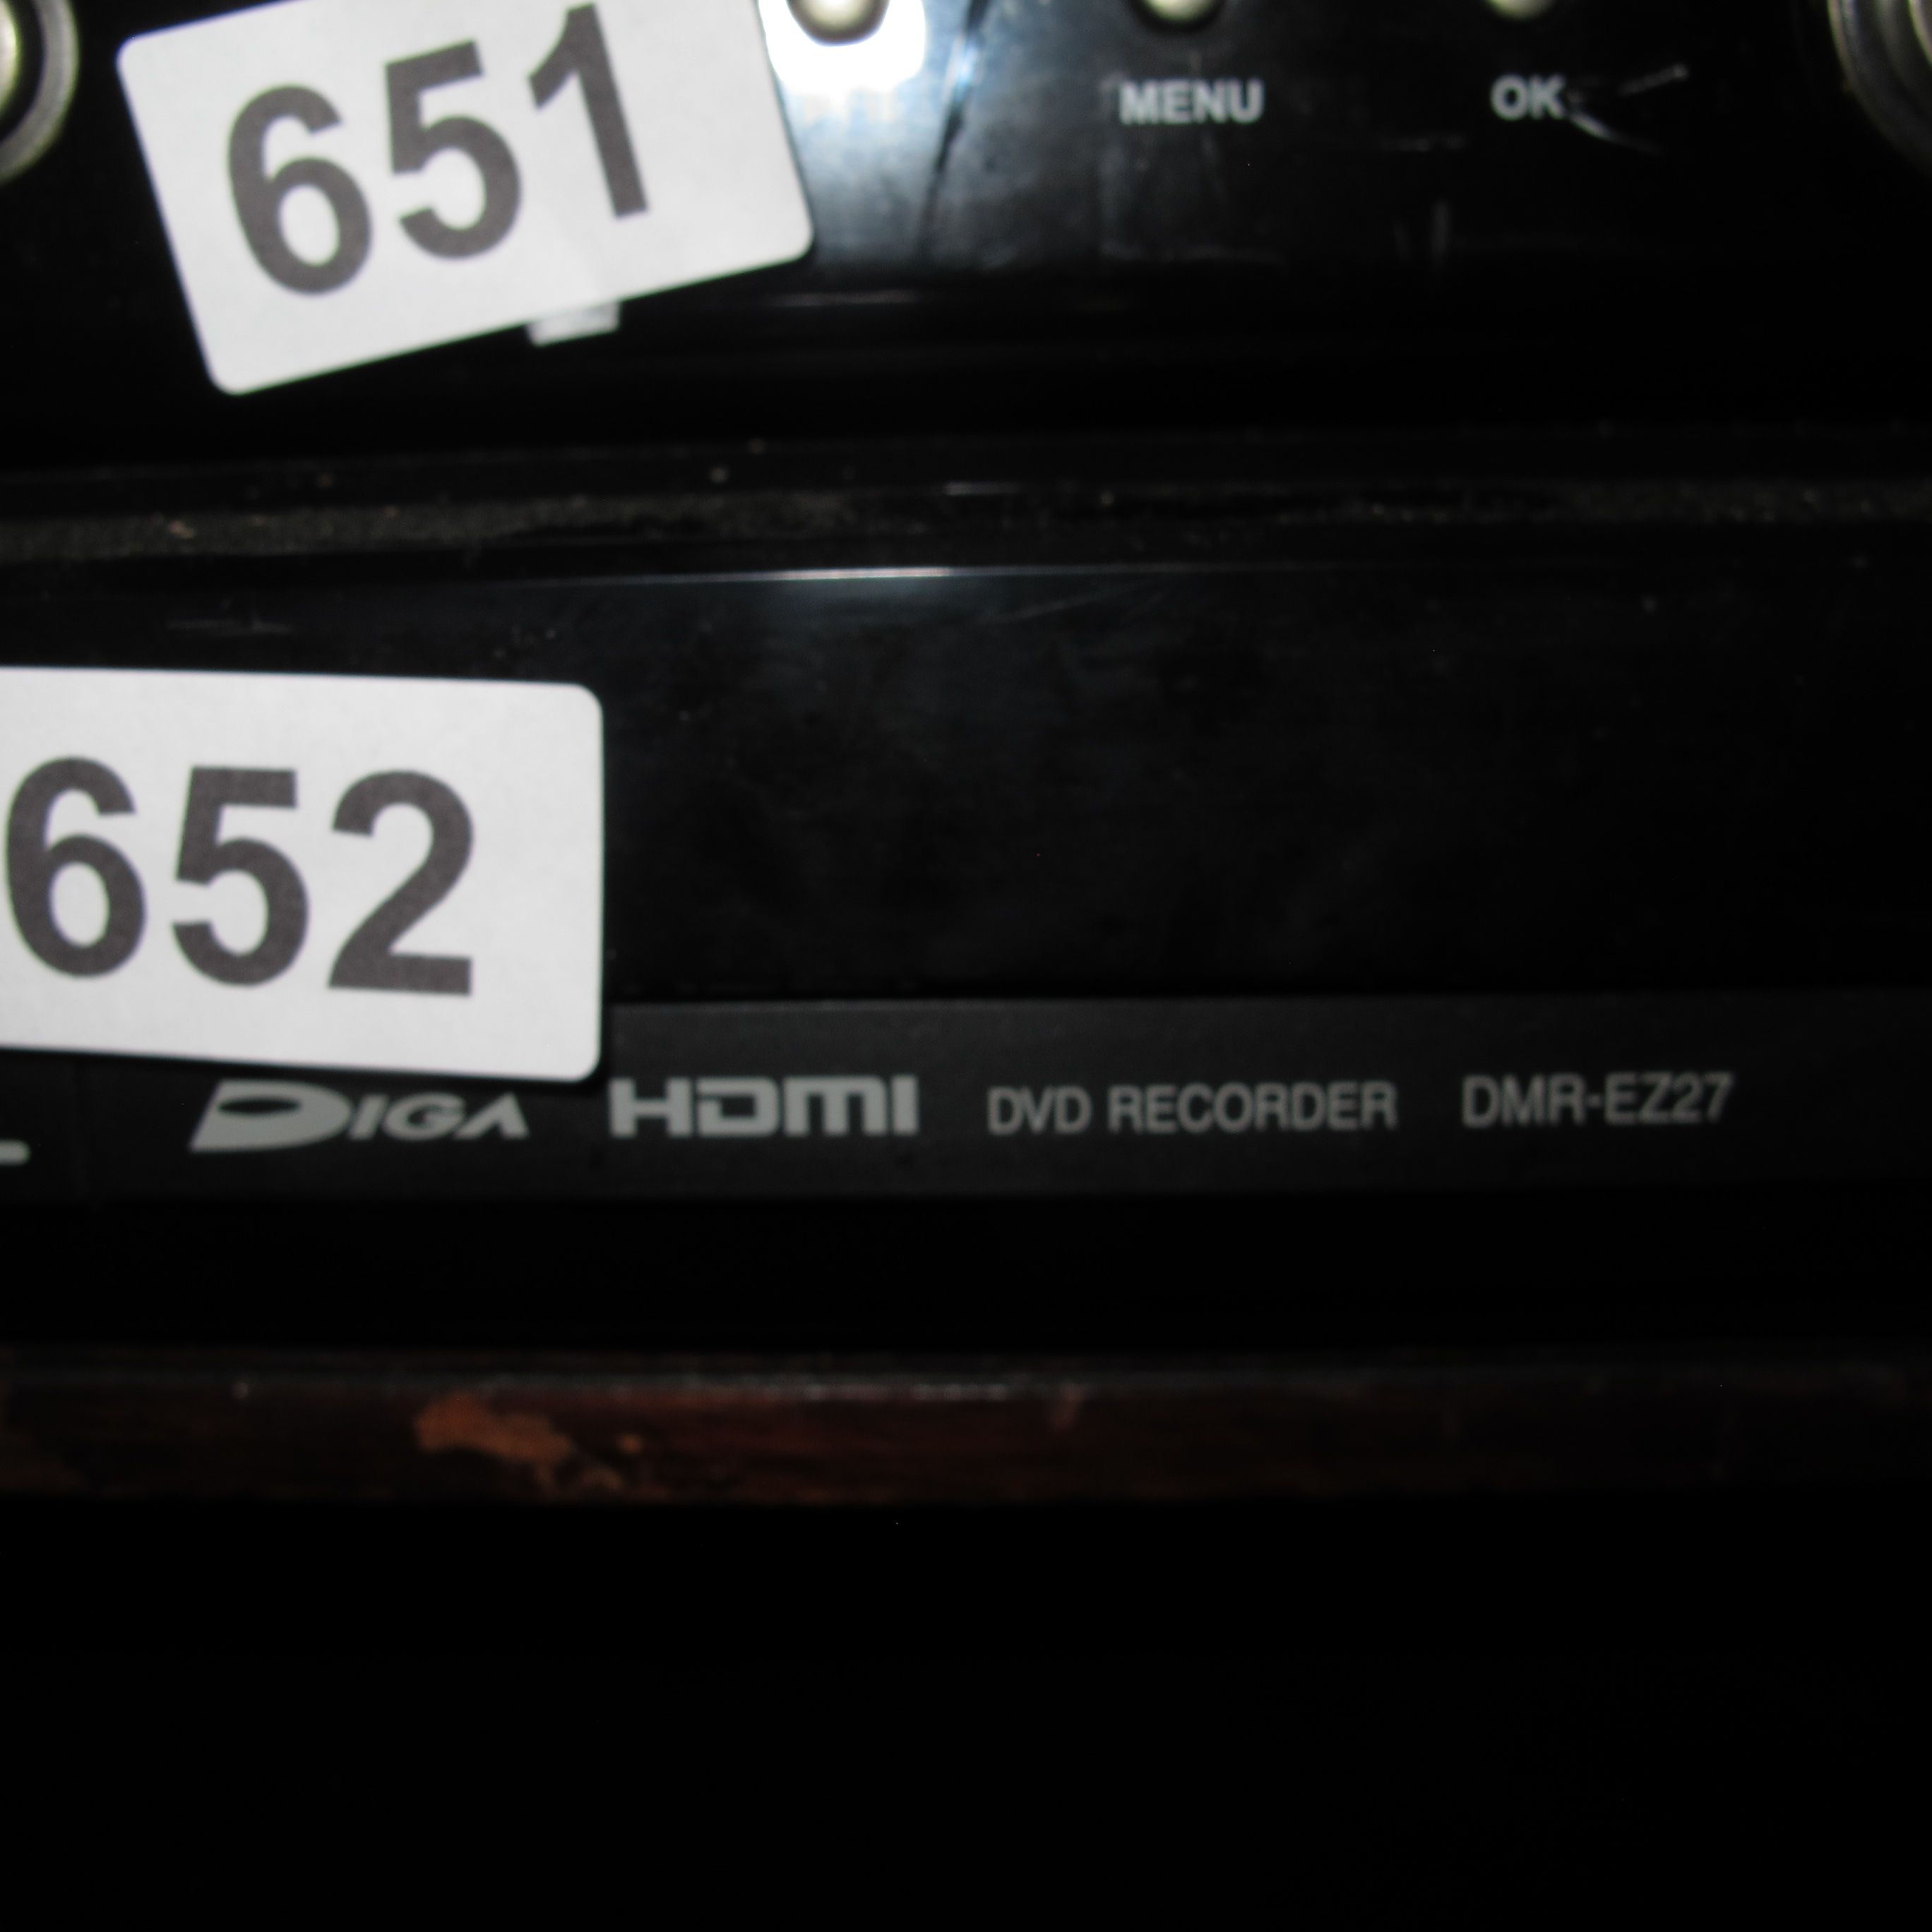 651
MENU OK
652
DIGA HDMI DVD RECORDER DMR-EZ27